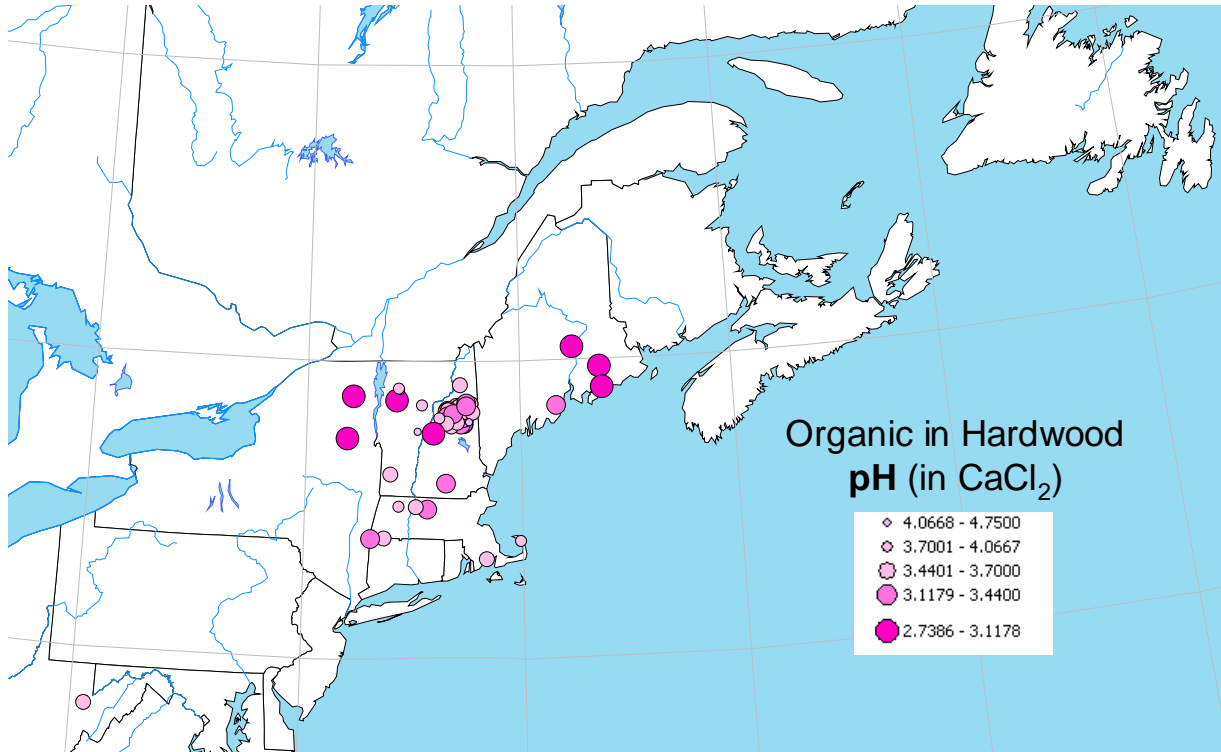 Organic in Hardwood
pH (in CaCl₂)
4.0668 - 4.7500
3.7001 - 4.0667
3.4401 - 3.7000
3.1179 - 3.4400
2.7386 - 3.1178